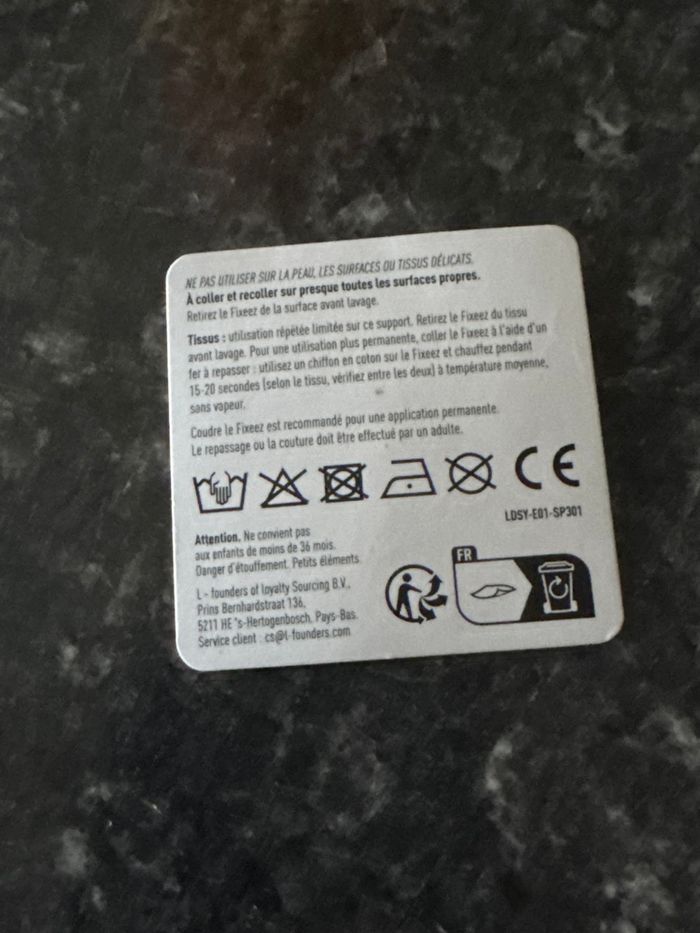 NE PAS UTILISER SUR LA PEAU, LES SURFACES OU TISSUS DÉLICATS.
À coller et recoller sur presque toutes les surfaces propres.
Retirez le Fixeez de la surface avant lavage.
Tissus : utilisation répétée limitée sur ce support. Retirez le Fixeez du tissu
avant lavage. Pour une utilisation plus permanente, coller le Fixeez à l'aide d'un
fer à repasser : utilisez un chiffon en coton sur le Fixeez et chauffez pendant
15-20 secondes (selon le tissu, vérifiez entre les deux) à température moyenne,
sans vapeur.
Coudre le Fixeez est recommandé pour une application permanente.
Le repassage ou la couture doit être effectué par un adulte.
CE
LDSY-E01-SP301
Attention. Ne convient pas
aux enfants de moins de 36 mois.
Danger d'étouffement. Petits éléments.
L - founders of loyalty Sourcing B.V.,
Prins Bernhardstraat 136,
5211 HE 's-Hertogenbosch, Pays-Bas.
Service client : cs@l-founders.com
FR